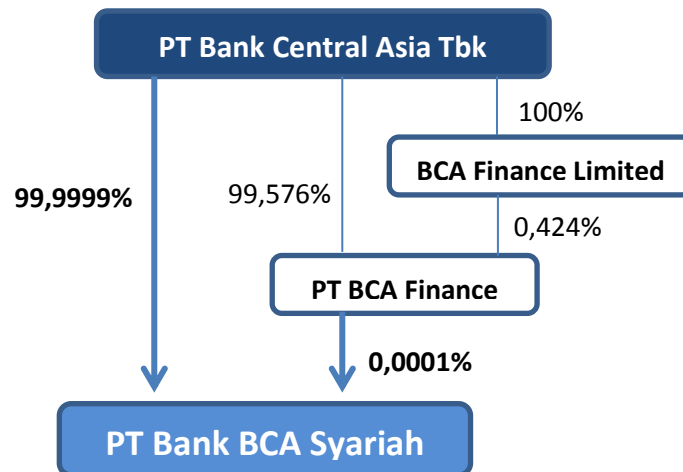 PT Bank Central Asia Tbk
100%
BCA Finance Limited
99,9999%
99,576%
0,424%
PT BCA Finance
0,0001%
PT Bank BCA Syariah